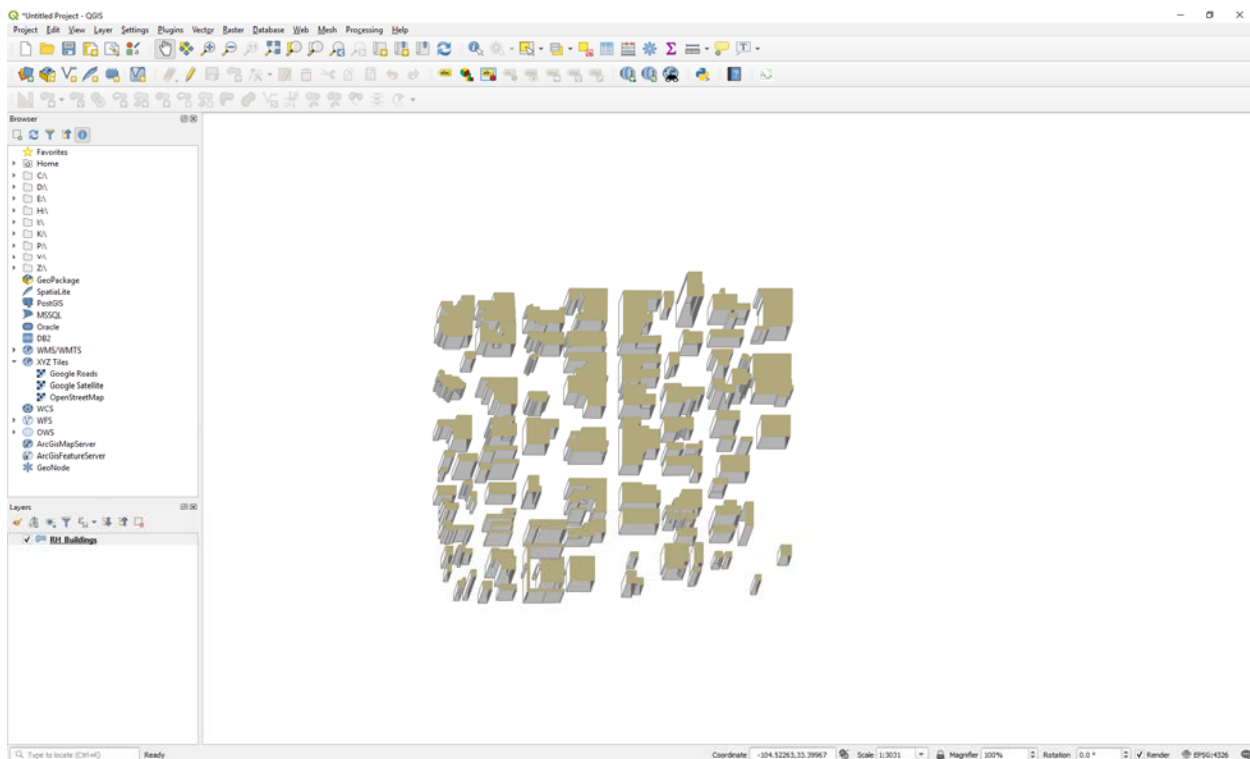 *Untitled Project - QGIS
Project Edit View Layer Settings Plugins Vector Raster Database Web Mesh Processing Help
Browser
Favorites
Home
C:\
D:\
E:\
H:\
I:\
K:\
P:\
V:\
Z:\
GeoPackage
SpatiaLite
PostGIS
MSSQL
Oracle
DB2
WMS/WMTS
XYZ Tiles
Google Roads
Google Satellite
OpenStreetMap
WCS
WFS
OWS
ArcGisMapServer
ArcGisFeatureServer
GeoNode
Layers
RH_Buildings
Type to locate (Ctrl+K) Ready Coordinate -104.52263,33.39967 Scale 1:3031 Magnifier 100% Rotation 0.0 ° Render EPSG:4326